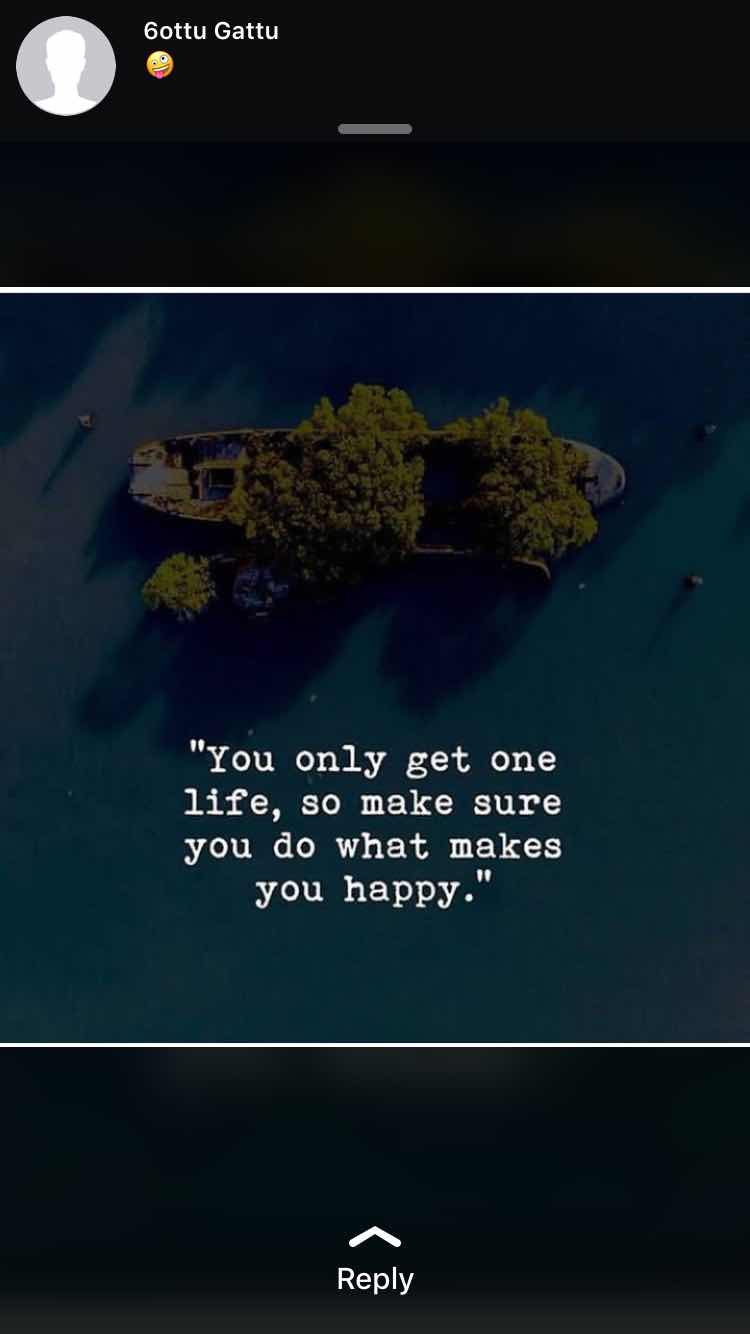 6ottu Gattu
🤪
"You only get one
life, so make sure
you do what makes
you happy."
Reply